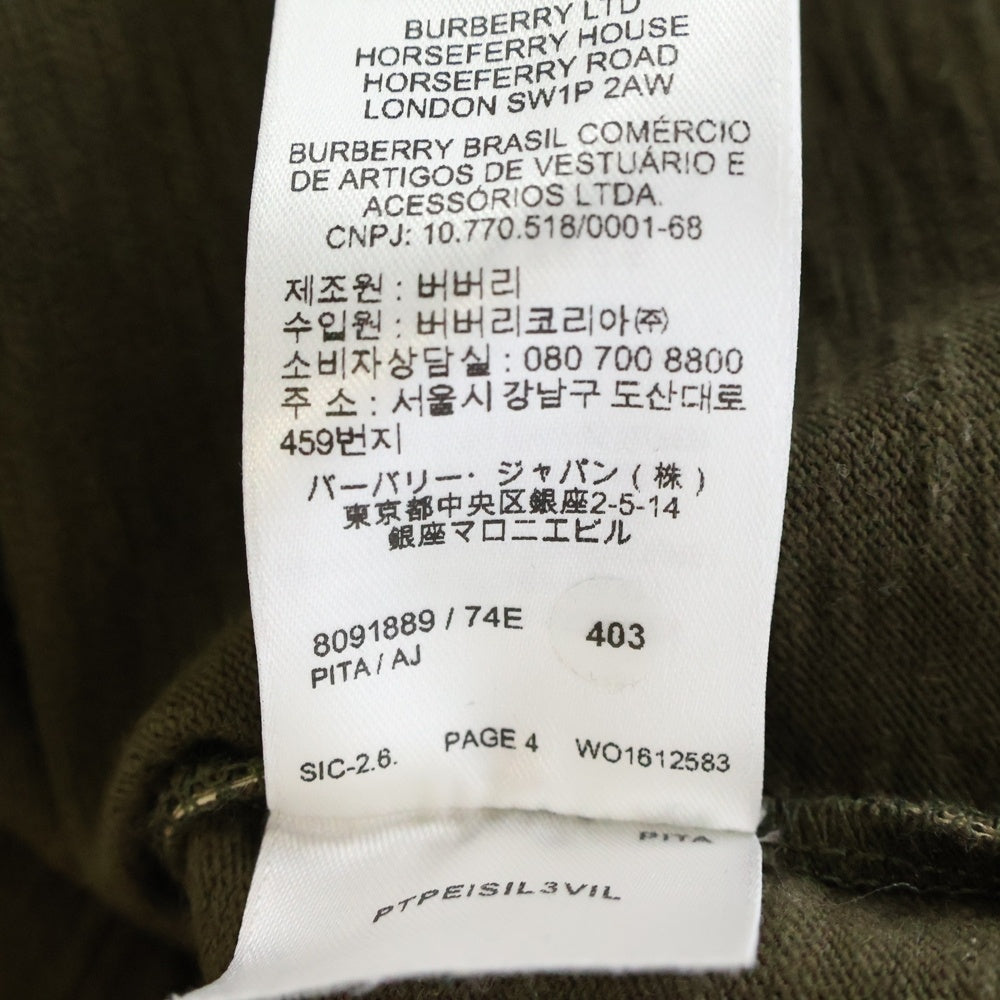 BURBERRY LTD
HORSEFERRY HOUSE
HORSEFERRY ROAD
LONDON SW1P 2AW
BURBERRY BRASIL COMÉRCIO
DE ARTIGOS DE VESTUÁRIO E
ACESSÓRIOS LTDA.
CNPJ: 10.770.518/0001-68
제조원 : 버버리
수입원 : 버버리코리아㈜
소비자상담실 : 080 700 8800
주 소 : 서울시 강남구 도산대로
459번지
バーバリー・ジャパン(株)
東京都中央区銀座2-5-14
銀座マロニエビル
8091889 / 74E
403
PITA / AJ
SIC-2.6. PAGE 4 WO1612583
PITA
PTPEISIL3VIL